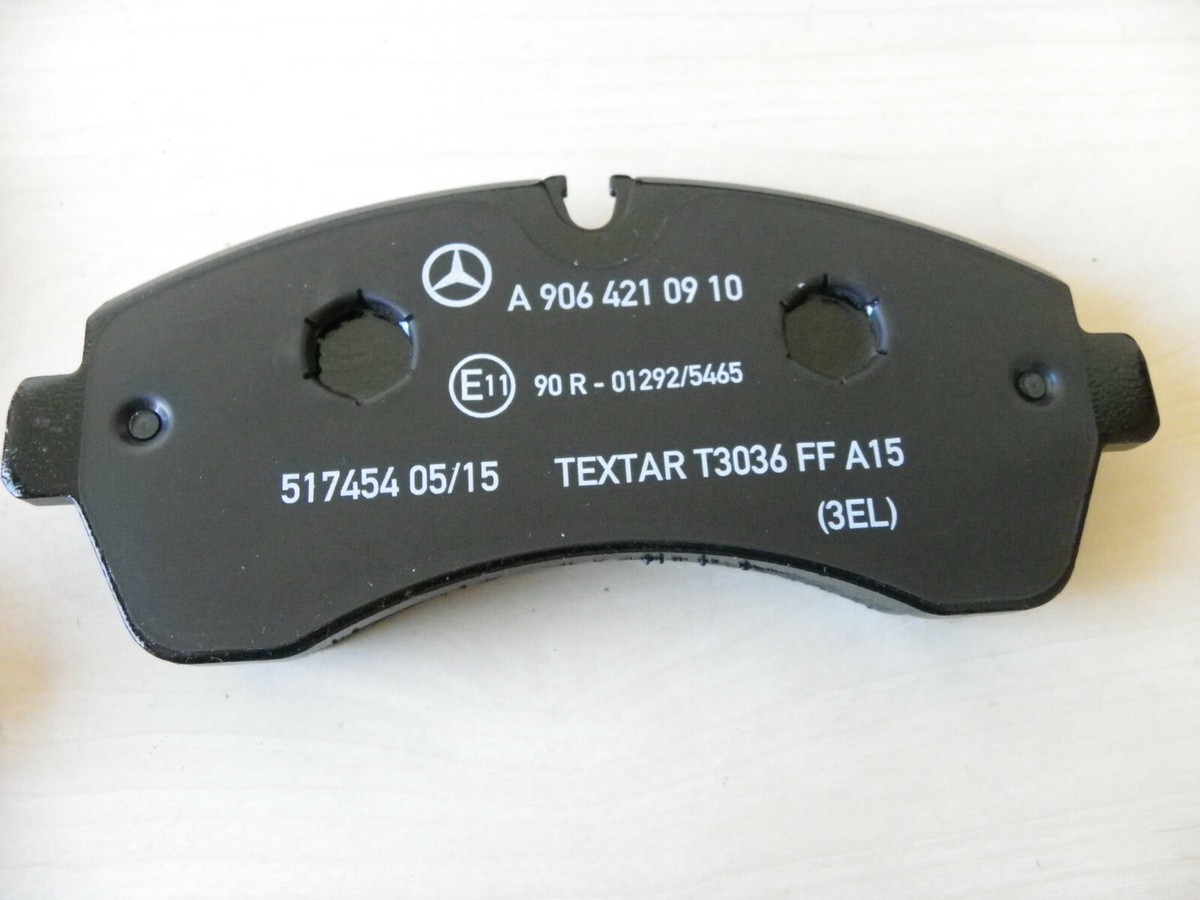 A 906 421 09 10
E11 90 R - 01292/5465
517454 05/15 TEXTAR T3036 FF A15
(3EL)